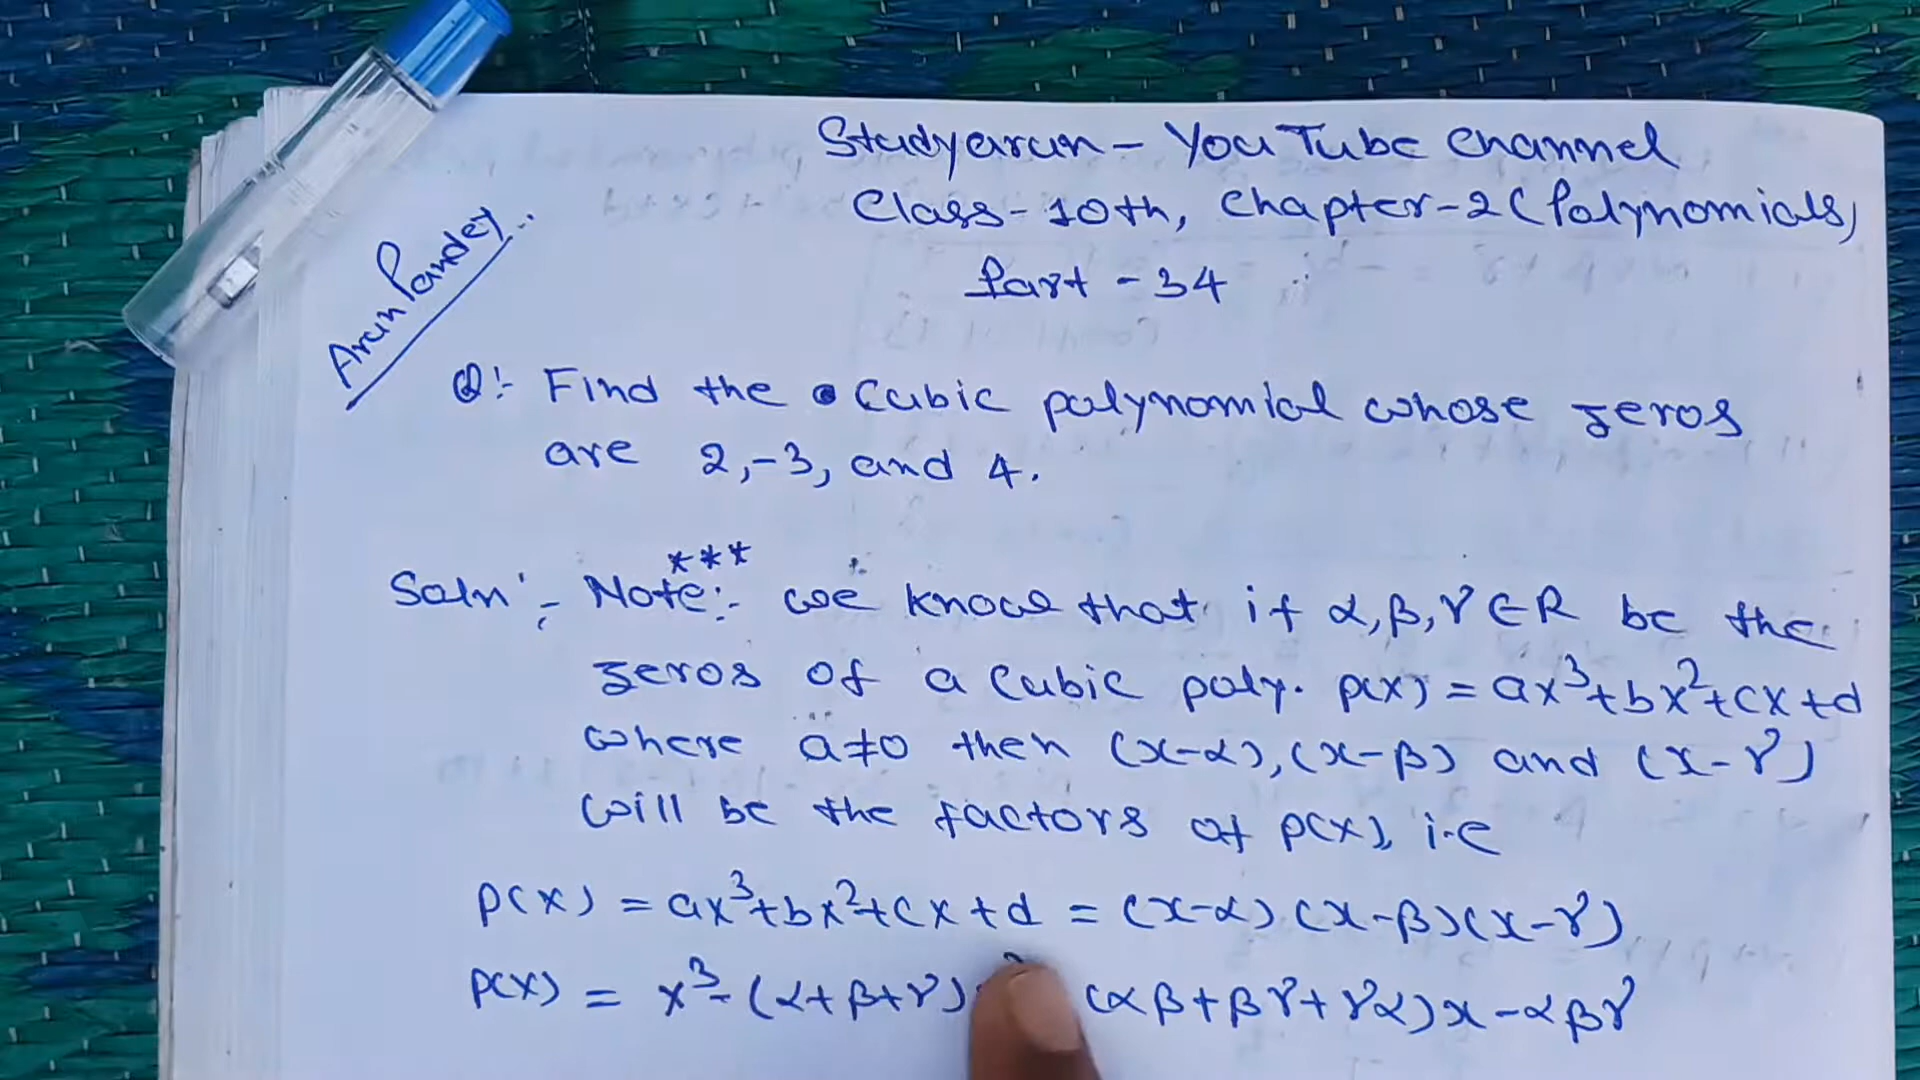 Studyarun - YouTube Channel
Class-10th, Chapter-2 (Polynomials)
Part - 34
Arun Pandey
Q:- Find the cubic polynomial whose zeros
are 2,-3, and 4.
Soln:- Note:- *** we know that if α,β,γ∈R be the
zeros of a cubic poly. p(x) = ax³+bx²+cx+d
where a≠0 then (x-α),(x-β) and (x-γ)
will be the factors of p(x), i.e
p(x) = ax³+bx²+cx+d = (x-α)(x-β)(x-γ)
p(x) = x³-(α+β+γ) (αβ+βγ+γα)x-αβγ